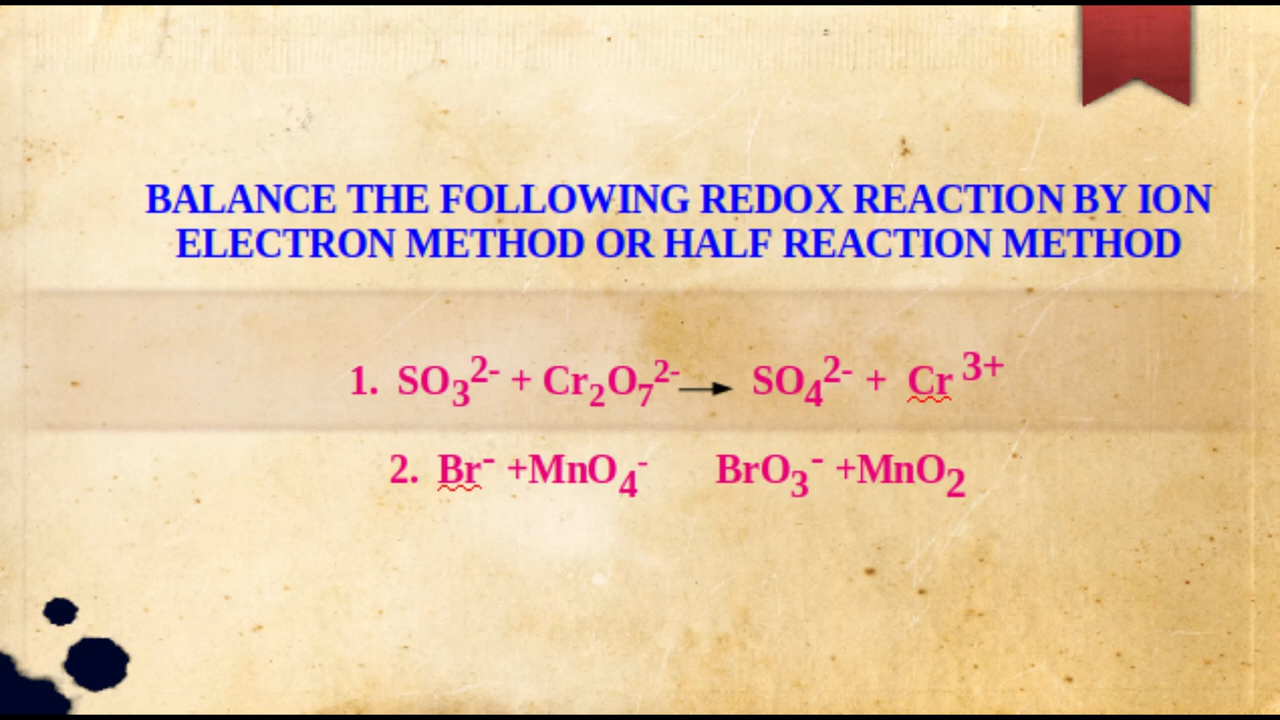 BALANCE THE FOLLOWING REDOX REACTION BY ION
ELECTRON METHOD OR HALF REACTION METHOD
1. SO₃²⁻ + Cr₂O₇²⁻ → SO₄²⁻ + Cr ³⁺
2. Br⁻ +MnO₄⁻ BrO₃⁻ +MnO₂